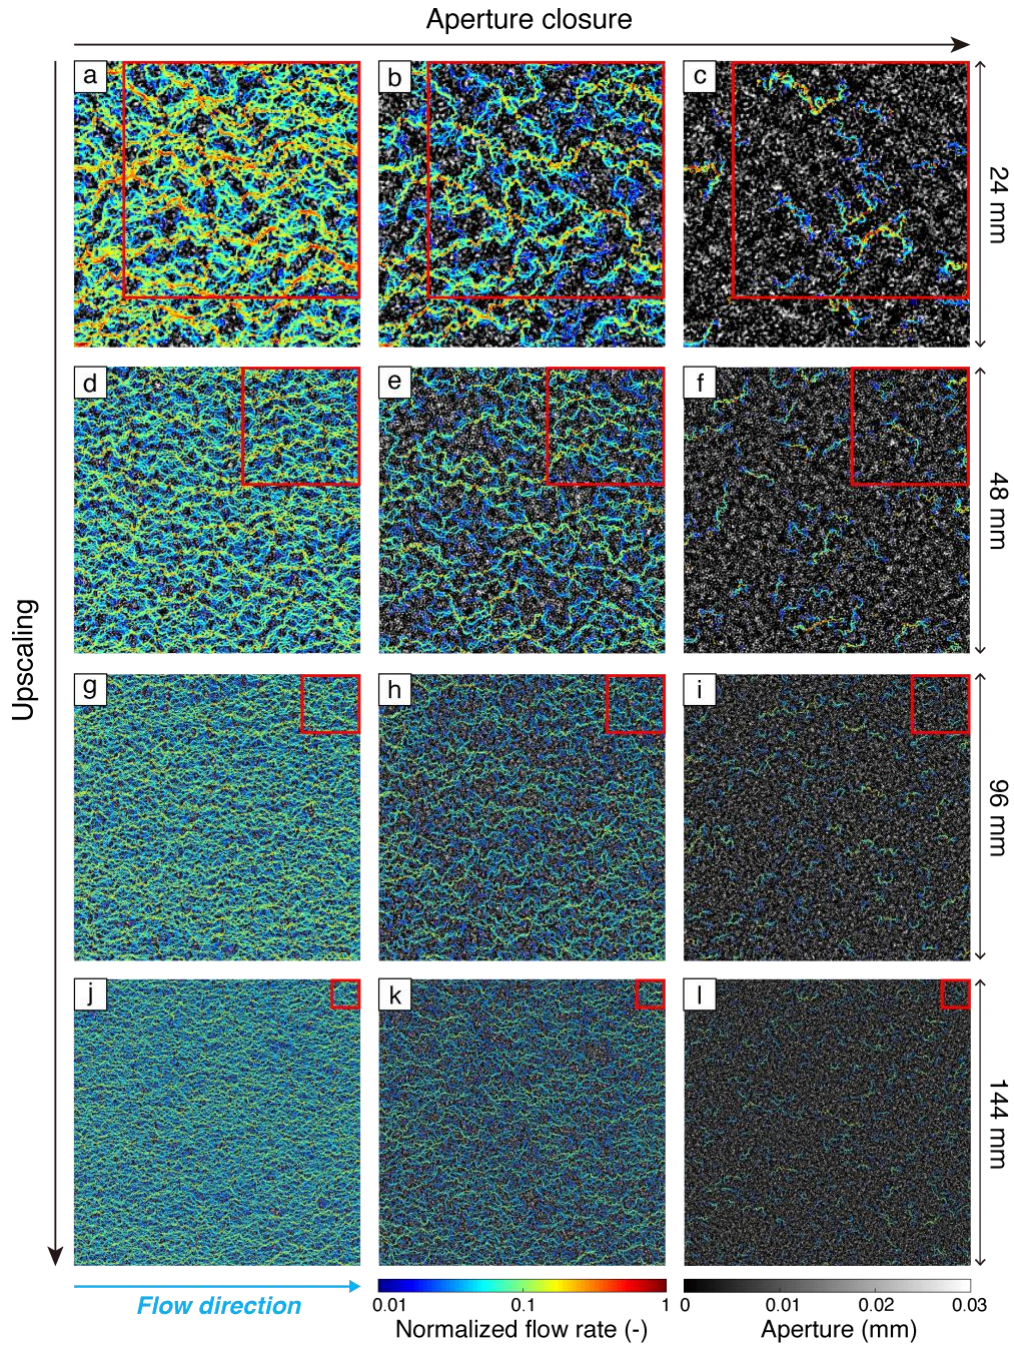 Aperture closure
a
b
c
24 mm
d
e
f
48 mm
Upscaling
g
h
i
96 mm
j
k
l
144 mm
Flow direction
0.01 0.1 1
Normalized flow rate (-)
0 0.01 0.02 0.03
Aperture (mm)